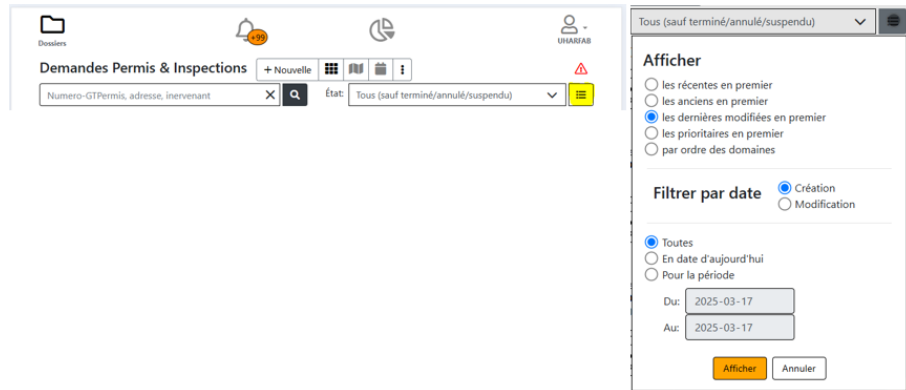 Dossiers
+99
UHARFAB
Demandes Permis & Inspections
+ Nouvelle
Numero-GTPermis, adresse, inervenant
État:
Tous (sauf terminé/annulé/suspendu)
Tous (sauf terminé/annulé/suspendu)
Afficher
les récentes en premier
les anciens en premier
les dernières modifiées en premier
les prioritaires en premier
par ordre des domaines
Filtrer par date
Création
Modification
Toutes
En date d'aujourd'hui
Pour la période
Du: 2025-03-17
Au: 2025-03-17
Afficher
Annuler